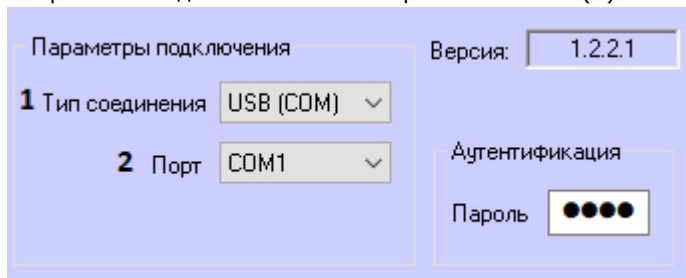 Параметры подключения
Версия: 1.2.2.1
1 Тип соединения USB (COM)
2 Порт COM1
Аутентификация
Пароль ●●●●